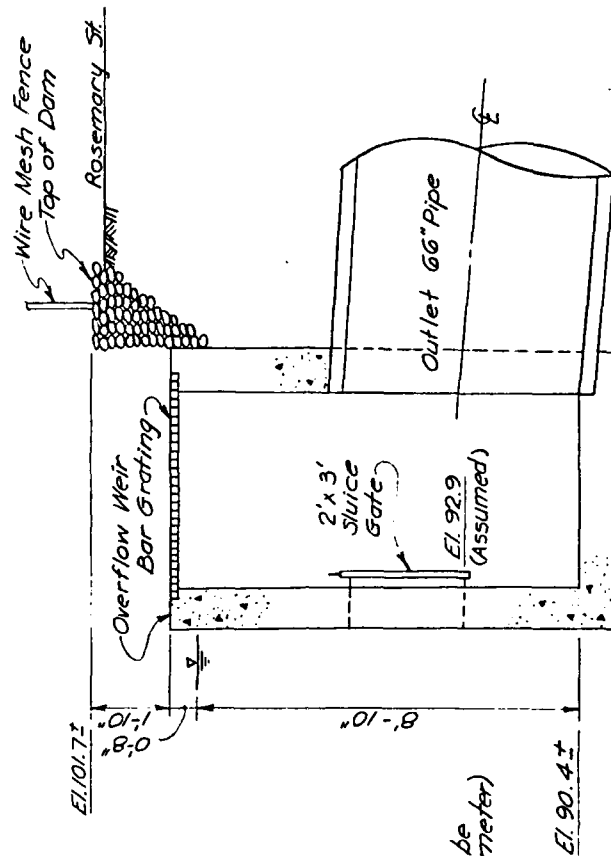 Wire Mesh Fence
Top of Dam
Rosemary St.
Overflow Weir
Bar Grating
El. 101.7±
1'-10"
0'-8"
8'-10"
2' x 3'
Sluice
Gate
El. 92.9
(Assumed)
Outlet 66" Pipe
℄
be
meter)
El. 90.4±